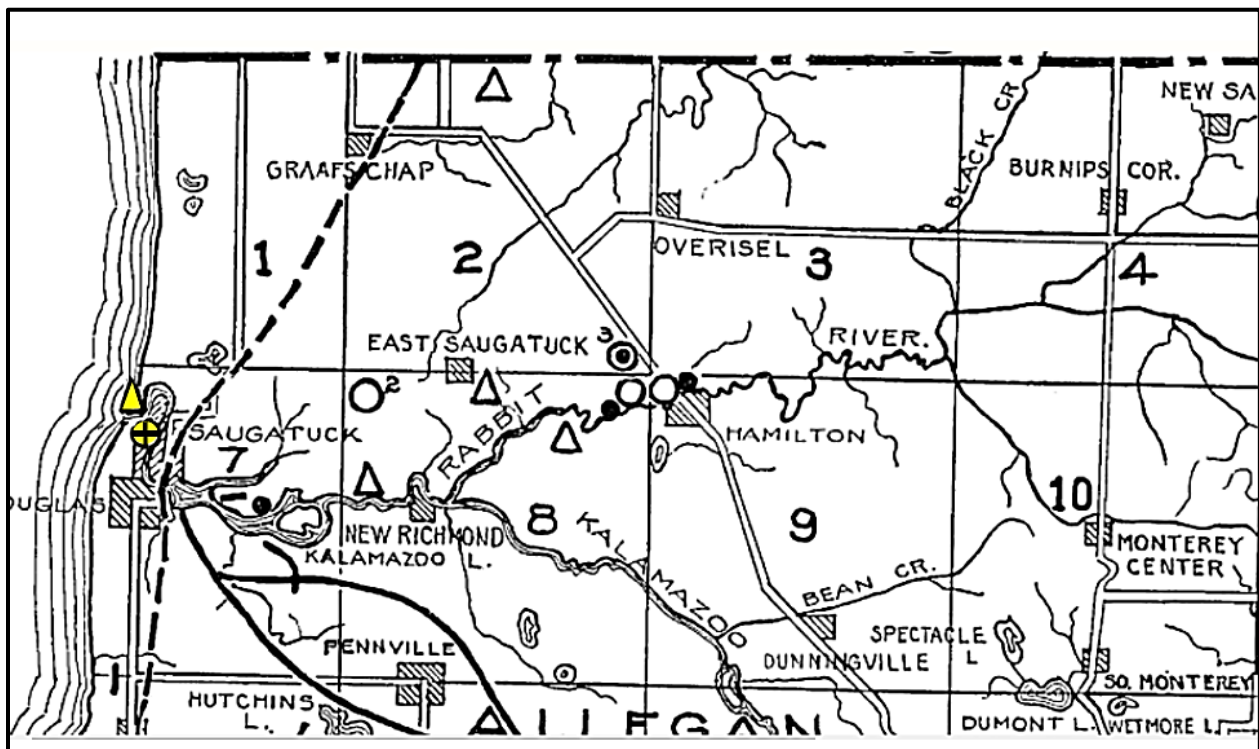 NEW SA
BLACK CR
BURNIPS COR.
GRAAFSCHAP
OVERISEL
1
2
3
4
EAST SAUGATUCK
3
RIVER.
2
RABBIT
SAUGATUCK
HAMILTON
7
10
OUGLAS
8
9
NEW RICHMOND
KALAMAZOO L.
KALAMAZOO
MONTEREY
CENTER
BEAN CR.
SPECTACLE
L
PENNVILLE
DUNNINGVILLE
SO. MONTEREY
HUTCHINS
L.
ALLEGAN
DUMONT L.
WETMORE L.